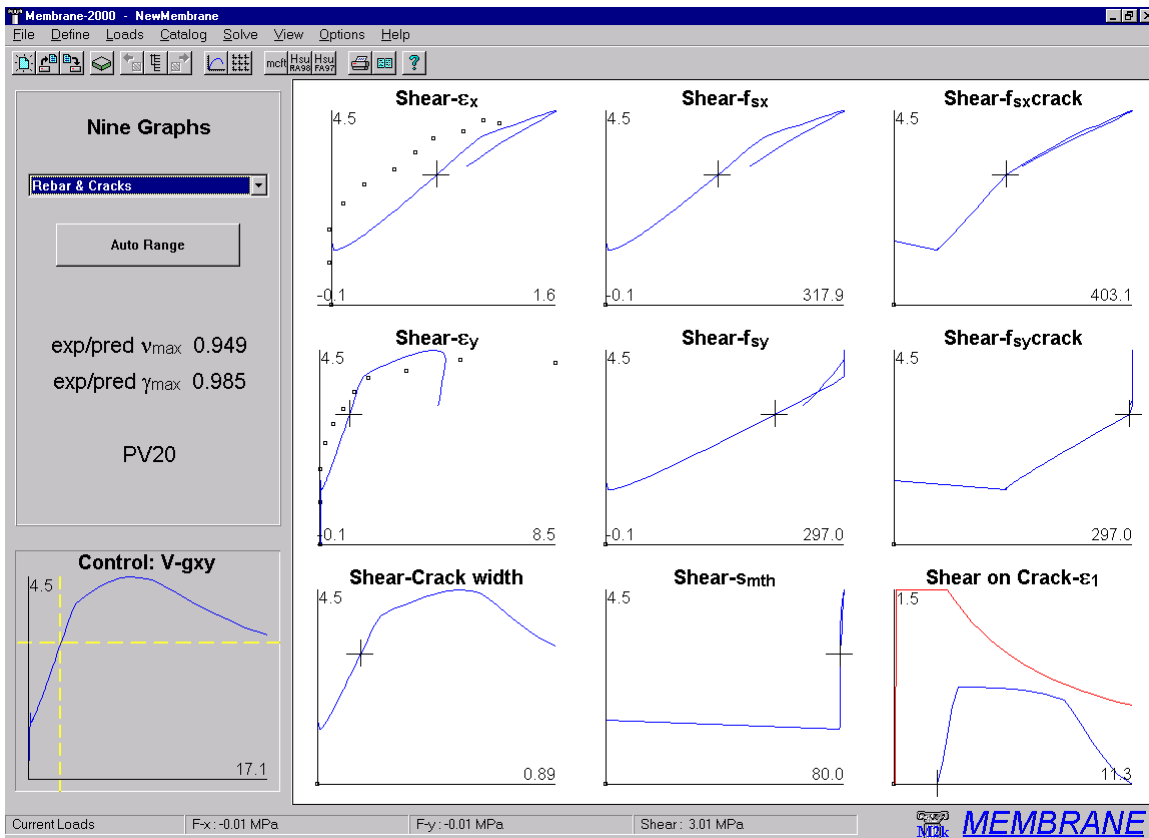 Membrane-2000 - NewMembrane
File Define Loads Catalog Solve View Options Help
mcft Hsu RA98 Hsu FA97 ?
Nine Graphs
Rebar & Cracks
Auto Range
exp/pred νmax 0.949
exp/pred γmax 0.985
PV20
Control: V-gxy
4.5
17.1
Shear-εx
4.5
-0.1 1.6
Shear-fsx
4.5
-0.1 317.9
Shear-fsxcrack
4.5
403.1
Shear-εy
4.5
-0.1 8.5
Shear-fsy
4.5
-0.1 297.0
Shear-fsycrack
4.5
297.0
Shear-Crack width
4.5
0.89
Shear-smth
4.5
80.0
Shear on Crack-ε1
1.5
11.3
Current Loads F-x : -0.01 MPa F-y : -0.01 MPa Shear : 3.01 MPa
M2k MEMBRANE